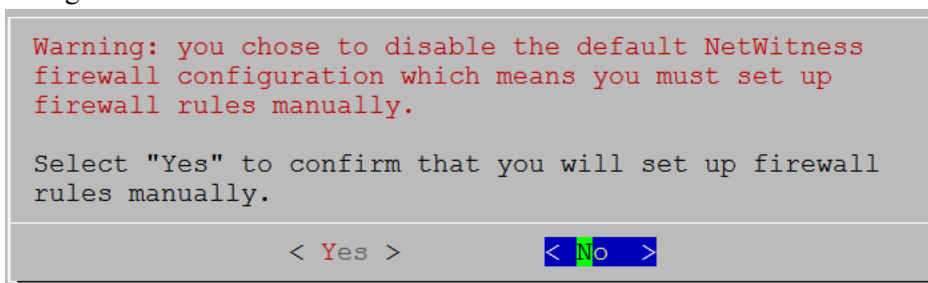 Warning: you chose to disable the default NetWitness
firewall configuration which means you must set up
firewall rules manually.
Select "Yes" to confirm that you will set up firewall
rules manually.
< Yes > < No >